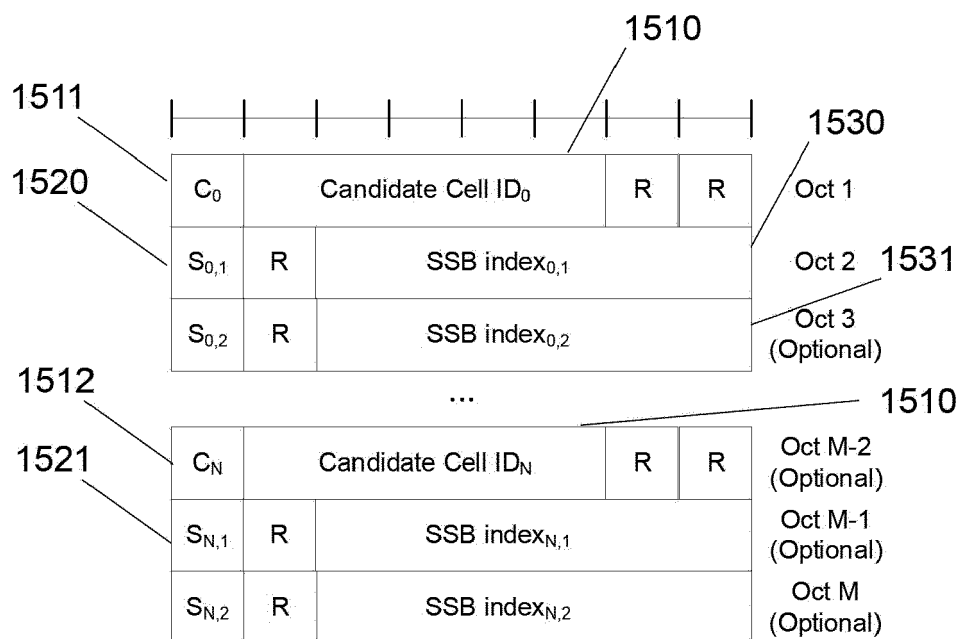 1510
1511
1530
1520
C0 Candidate Cell ID0 R R Oct 1
S0,1 R SSB index0,1 Oct 2
1531
S0,2 R SSB index0,2 Oct 3
(Optional)
1512
...
1510
1521
CN Candidate Cell IDN R R Oct M-2
(Optional)
SN,1 R SSB indexN,1 Oct M-1
(Optional)
SN,2 R SSB indexN,2 Oct M
(Optional)